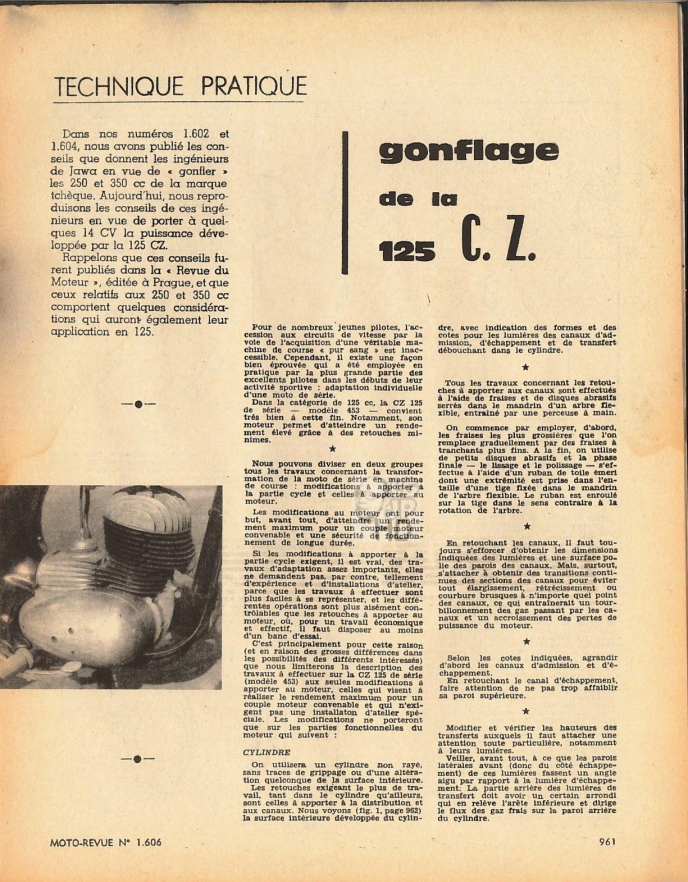 TECHNIQUE PRATIQUE
Dans nos numéros 1.602 et
1.604, nous avons publié les con-
seils que donnent les ingénieurs
de Jawa en vue de « gonfler »
les 250 et 350 cc de la marque
tchèque. Aujourd'hui, nous repro-
duisons les conseils de ces ingé-
nieurs en vue de porter à quel-
ques 14 CV la puissance déve-
loppée par la 125 CZ.
Rappelons que ces conseils fu-
rent publiés dans la « Revue du
Moteur », éditée à Prague, et que
ceux relatifs aux 250 et 350 cc
comportent quelques considéra-
tions qui auront également leur
application en 125.
gonflage
de la
125 C. Z.
Pour de nombreux jeunes pilotes, l'ac-
cession aux circuits de vitesse par la
voie de l'acquisition d'une véritable ma-
chine de course « pur sang » est inac-
cessible. Cependant, il existe une façon
bien éprouvée qui a été employée en
pratique par la plus grande partie des
excellents pilotes dans les débuts de leur
activité sportive : adaptation individuelle
d'une moto de série.
Dans la catégorie de 125 cc, la CZ 125
de série — modèle 453 — convient
très bien à cette fin. Notamment, son
moteur permet d'atteindre un rende-
ment élevé grâce à des retouches mi-
nimes.
★
Nous pouvons diviser en deux groupes
tous les travaux concernant la transfor-
mation de la moto de série en machine
de course : modifications à apporter à
la partie cycle et celles à apporter au
moteur.
Les modifications au moteur ont pour
but, avant tout, d'atteindre un rende-
ment maximum pour un couple moteur
convenable et une sécurité de fonction-
nement de longue durée.
Si les modifications à apporter à la
partie cycle exigent, il est vrai, des tra-
vaux d'adaptation assez importants, elles
ne demandent pas, par contre, tellement
d'expérience et d'installations d'atelier,
parce que les travaux à effectuer sont
plus faciles à se représenter, et les diffé-
rentes opérations sont plus aisément con-
trôlables que les retouches à apporter au
moteur, où, pour un travail économique
et effectif, il faut disposer au moins
d'un banc d'essai.
C'est principalement pour cette raison
(et en raison des grosses différences dans
les possibilités des différents intéressés)
que nous limiterons la description des
travaux à effectuer sur la CZ 125 de série
(modèle 453) aux seules modifications à
apporter au moteur, celles qui visent à
réaliser le rendement maximum pour un
couple moteur convenable et qui n'exi-
gent pas une installaton d'atelier spé-
ciale. Les modifications ne porteront
que sur les parties fonctionnelles du
moteur qui suivent :
CYLINDRE
On utilisera un cylindre non rayé,
sans traces de grippage ou d'une altéra-
tion quelconque de la surface intérieure.
Les retouches exigeant le plus de tra-
vail, tant dans le cylindre qu'ailleurs,
sont celles à apporter à la distribution et
aux canaux. Nous voyons (fig. 1, page 962)
la surface intérieure développée du cylin-
dre, avec indication des formes et des
cotes pour les lumières des canaux d'ad-
mission, d'échappement et de transfert
débouchant dans le cylindre.
★
Tous les travaux concernant les retou-
ches à apporter aux canaux sont effectués
à l'aide de fraises et de disques abrasifs
serrés dans le mandrin d'un arbre fle-
xible, entraîné par une perceuse à main.
On commence par employer, d'abord,
les fraises les plus grossières que l'on
remplace graduellement par des fraises à
tranchants plus fins. A la fin, on utilise
de petits disques abrasifs et la phase
finale — le lissage et le polissage — s'ef-
fectue à l'aide d'un ruban de toile émeri
dont une extrémité est prise dans l'en-
taille d'une tige fixée dans le mandrin
de l'arbre flexible. Le ruban est enroulé
sur la tige dans le sens contraire à la
rotation de l'arbre.
★
En retouchant les canaux, il faut tou-
jours s'efforcer d'obtenir les dimensions
indiquées des lumières et une surface po-
lie des parois des canaux. Mais, surtout,
s'attacher à obtenir des transitions conti-
nues des sections des canaux pour éviter
tout élargissement, rétrécissement ou
courbure brusques à n'importe quel point
des canaux, ce qui entraînerait un tour-
billonnement des gaz passant par les ca-
naux et un accroissement des pertes de
puissance du moteur.
★
Selon les cotes indiquées, agrandir
d'abord les canaux d'admission et d'é-
chappement.
En retouchant le canal d'échappement,
faire attention de ne pas trop affaiblir
sa paroi supérieure.
★
Modifier et vérifier les hauteurs des
transferts auxquels il faut attacher une
attention toute particulière, notamment
à leurs lumières.
Veiller, avant tout, à ce que les parois
latérales avant (donc du côté échappe-
ment) de ces lumières fassent un angle
aigu par rapport à la lumière d'échappe-
ment. La partie arrière des lumières de
transfert doit avoir un certain arrondi
qui en relève l'arête inférieure et dirige
le flux des gaz frais sur la paroi arrière
du cylindre.
MOTO-REVUE N° 1.606
961